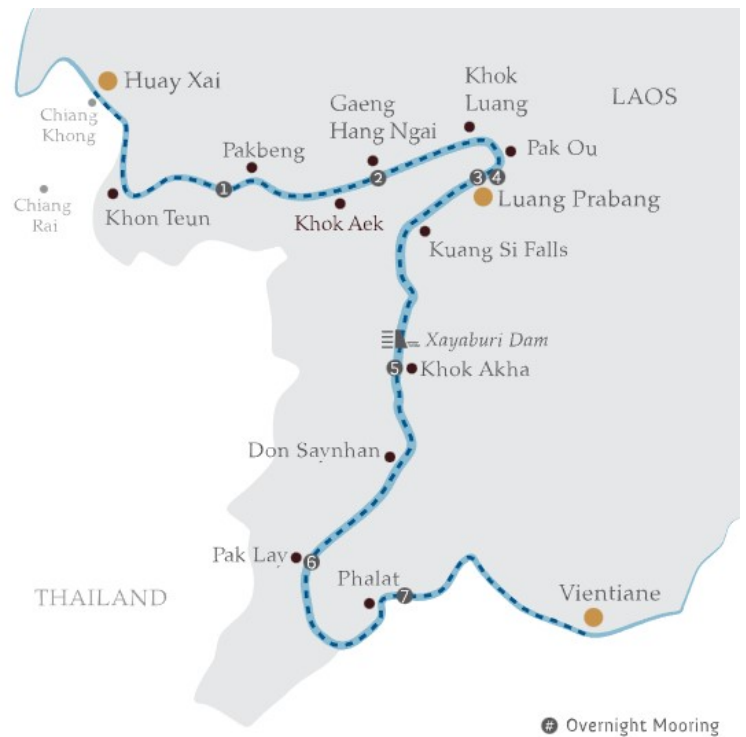 Huay Xai
Chiang
Khong
Chiang
Rai
Khon Teun
1
Pakbeng
Gaeng
Hang Ngai
2
Khok Aek
Khok
Luang
LAOS
Pak Ou
3
4
Luang Prabang
Kuang Si Falls
Xayaburi Dam
5
Khok Akha
Don Saynhan
Pak Lay
6
THAILAND
Phalat
7
Vientiane
# Overnight Mooring